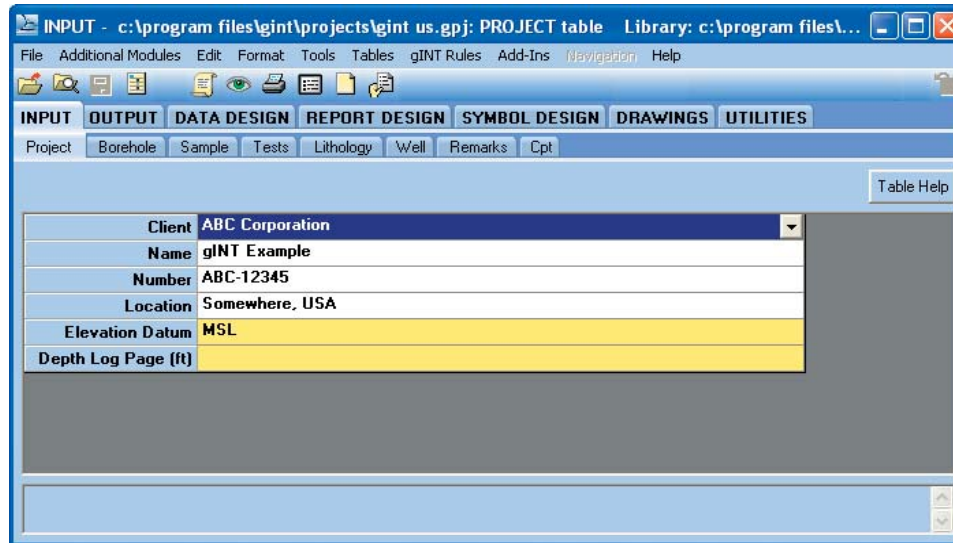 INPUT - c:\program files\gint\projects\gint us.gpj: PROJECT table Library: c:\program files\...
File Additional Modules Edit Format Tools Tables gINT Rules Add-Ins Navigation Help
INPUT OUTPUT DATA DESIGN REPORT DESIGN SYMBOL DESIGN DRAWINGS UTILITIES
Project Borehole Sample Tests Lithology Well Remarks Cpt
Table Help
Client ABC Corporation
Name gINT Example
Number ABC-12345
Location Somewhere, USA
Elevation Datum MSL
Depth Log Page (ft)